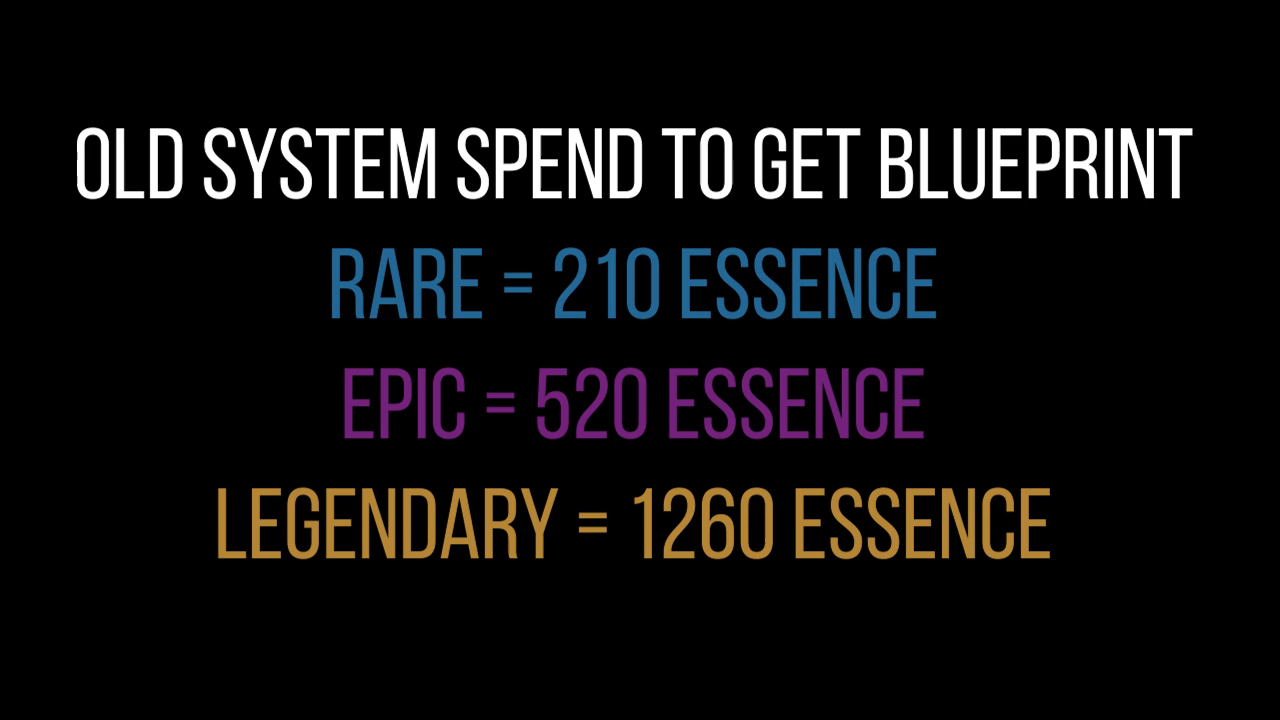 OLD SYSTEM SPEND TO GET BLUEPRINT
RARE = 210 ESSENCE
EPIC = 520 ESSENCE
LEGENDARY = 1260 ESSENCE